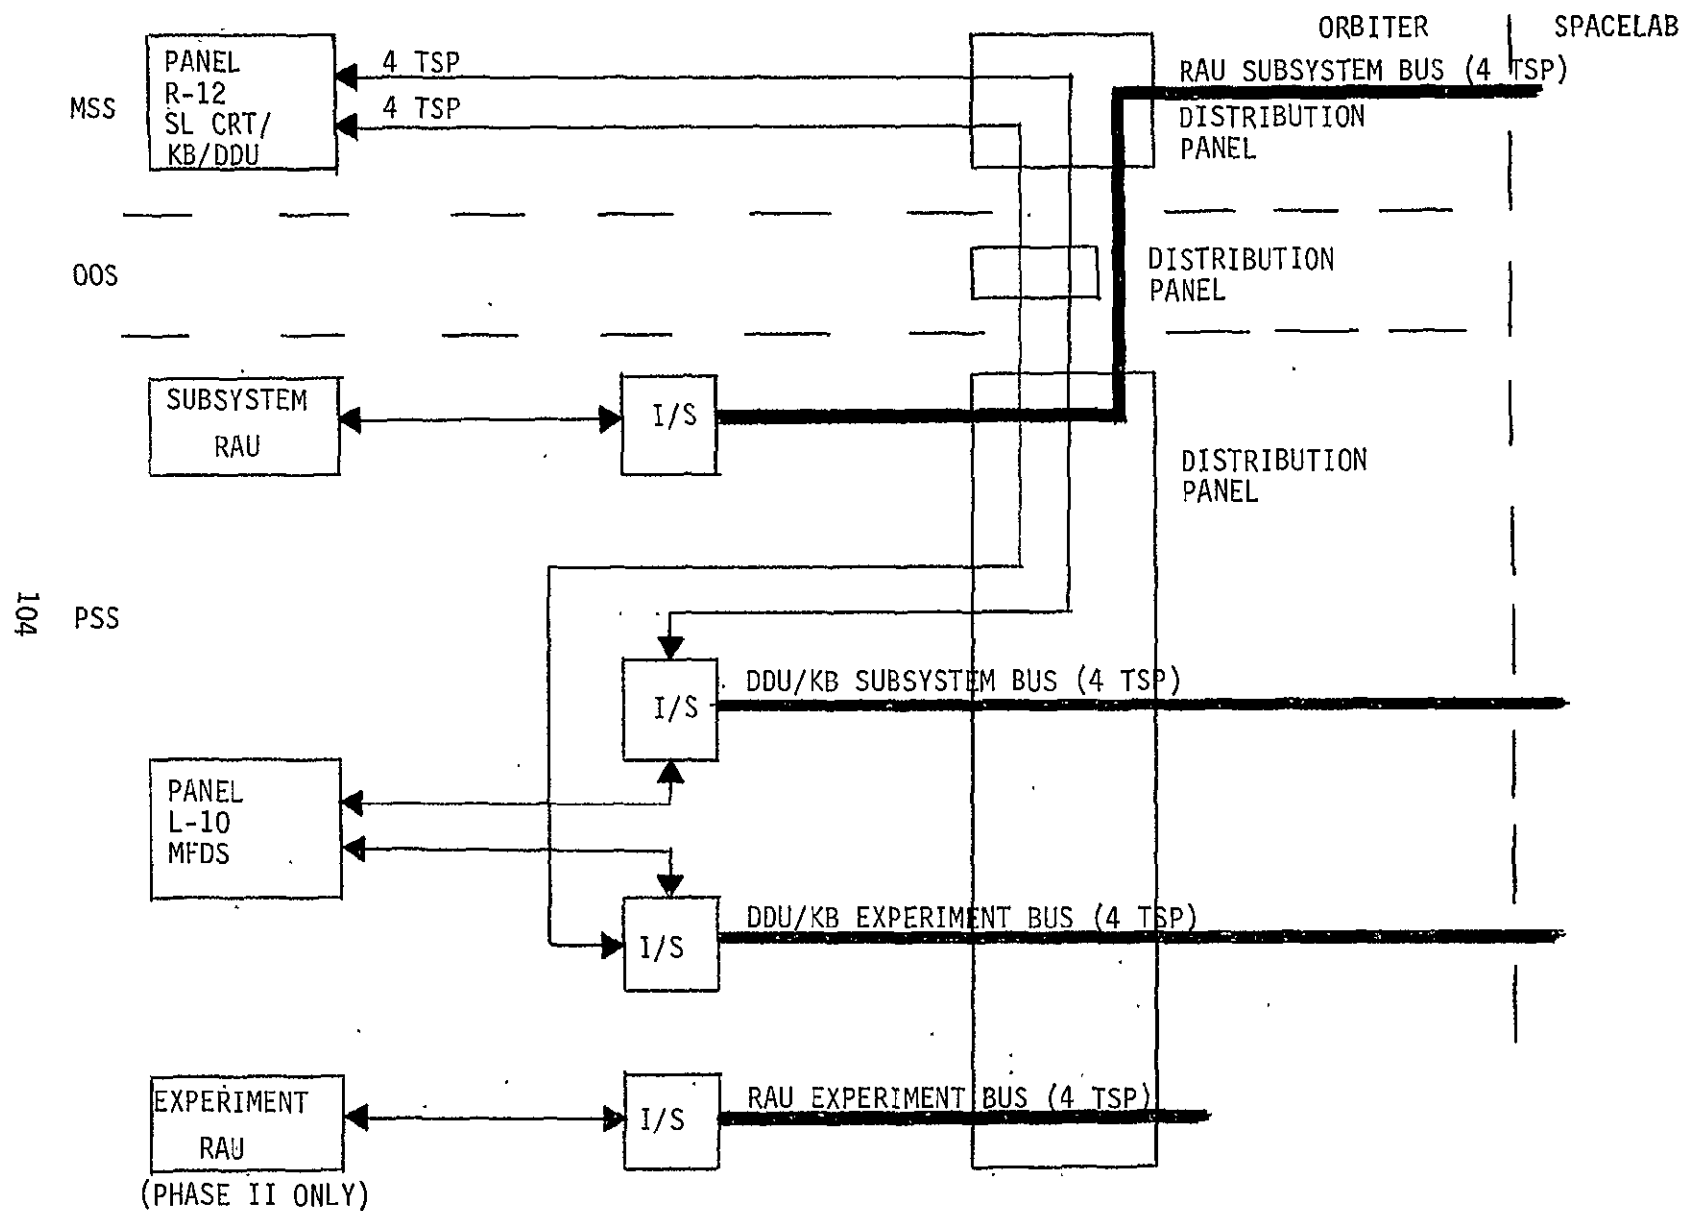 ORBITER
SPACELAB
PANEL
R-12
SL CRT/
KB/DDU
4 TSP
4 TSP
MSS
RAU SUBSYSTEM BUS (4 TSP)
DISTRIBUTION
PANEL
OOS
DISTRIBUTION
PANEL
SUBSYSTEM
RAU
I/S
DISTRIBUTION
PANEL
104
PSS
I/S
DDU/KB SUBSYSTEM BUS (4 TSP)
PANEL
L-10
MFDS
I/S
DDU/KB EXPERIMENT BUS (4 TSP)
EXPERIMENT
RAU
(PHASE II ONLY)
I/S
RAU EXPERIMENT BUS (4 TSP)